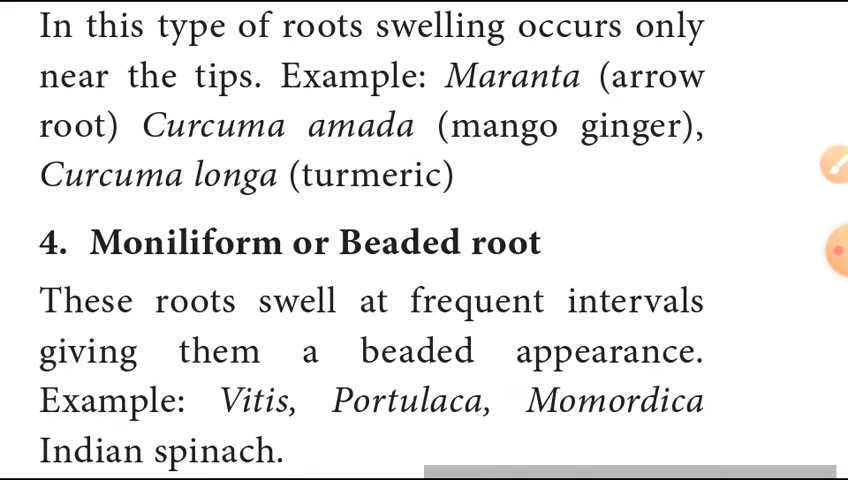 In this type of roots swelling occurs only
near the tips. Example: Maranta (arrow
root) Curcuma amada (mango ginger),
Curcuma longa (turmeric)
4. Moniliform or Beaded root
These roots swell at frequent intervals
giving them a beaded appearance.
Example: Vitis, Portulaca, Momordica
Indian spinach.